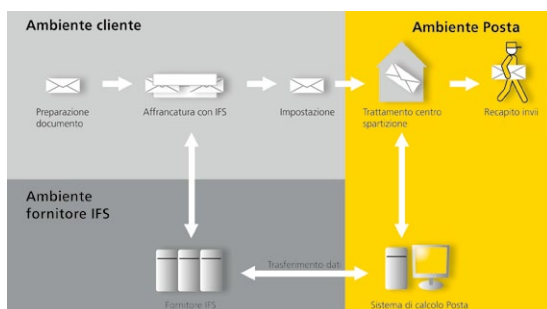 Ambiente cliente
Ambiente Posta
Preparazione
documento
Affrancatura con IFS
Impostazione
Trattamento centro
spartizione
Recapito invii
Ambiente
fornitore IFS
Trasferimento dati
Fornitore IFS
Sistema di calcolo Posta